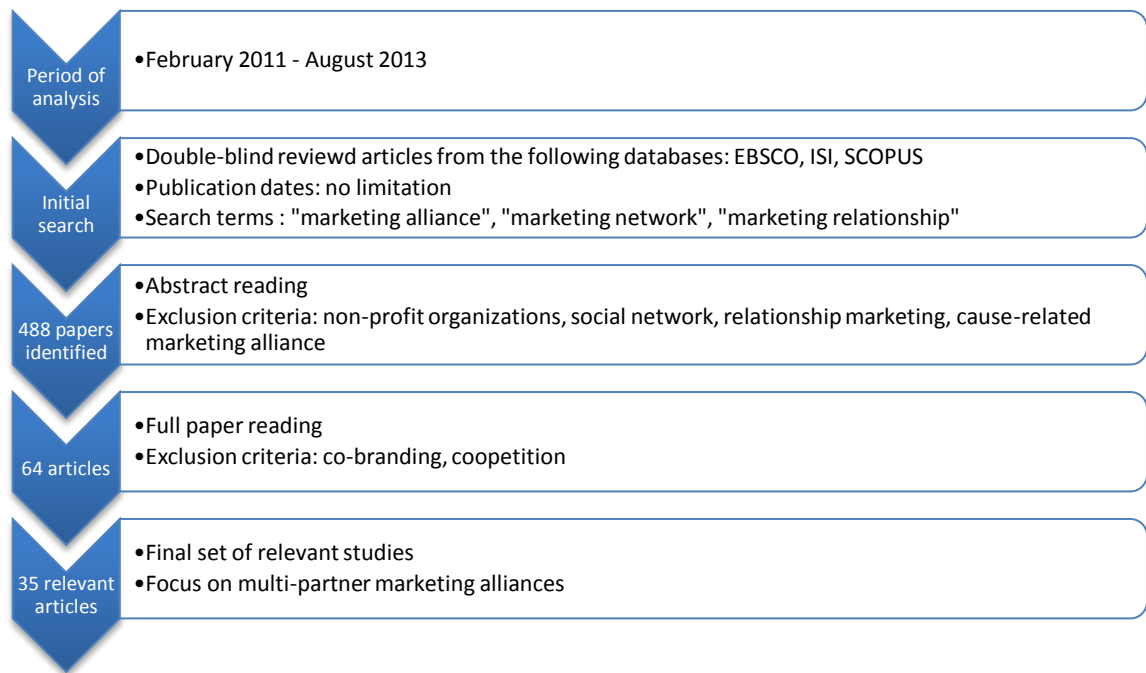 Period of
analysis
•February 2011 - August 2013
Initial
search
•Double-blind reviewd articles from the following databases: EBSCO, ISI, SCOPUS
•Publication dates: no limitation
•Search terms : "marketing alliance", "marketing network", "marketing relationship"
488 papers
identified
•Abstract reading
•Exclusion criteria: non-profit organizations, social network, relationship marketing, cause-related
marketing alliance
64 articles
•Full paper reading
•Exclusion criteria: co-branding, coopetition
35 relevant
articles
•Final set of relevant studies
•Focus on multi-partner marketing alliances